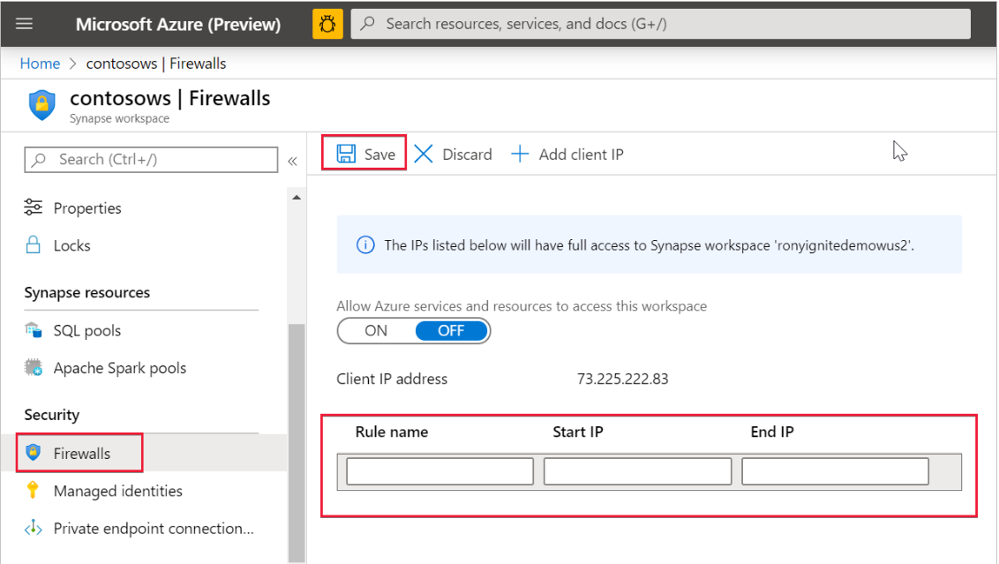 Microsoft Azure (Preview)
Search resources, services, and docs (G+/)
Home > contosows | Firewalls
contosows | Firewalls
Synapse workspace
Search (Ctrl+/)
«
Properties
Locks
Synapse resources
SQL pools
Apache Spark pools
Security
Firewalls
Managed identities
Private endpoint connection...
Save Discard Add client IP
The IPs listed below will have full access to Synapse workspace 'ronyignitedemowus2'.
Allow Azure services and resources to access this workspace
ON OFF
Client IP address 73.225.222.83
Rule name Start IP End IP